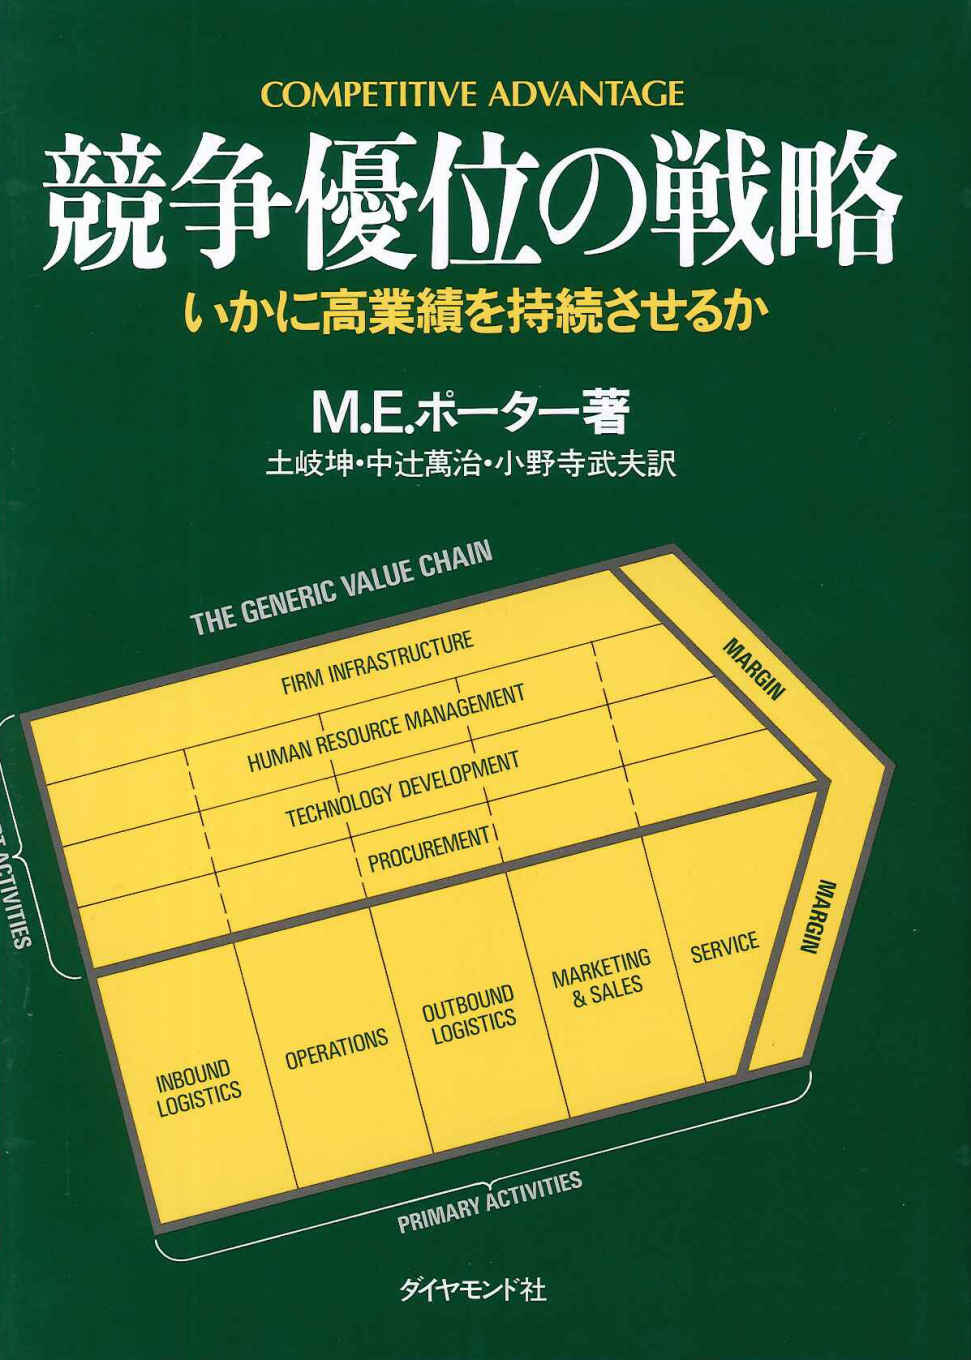 COMPETITIVE ADVANTAGE
競争優位の戦略
いかに高業績を持続させるか
M.E.ポーター著
土岐坤・中辻萬治・小野寺武夫訳
THE GENERIC VALUE CHAIN
FIRM INFRASTRUCTURE
HUMAN RESOURCE MANAGEMENT
TECHNOLOGY DEVELOPMENT
PROCUREMENT
MARGIN
ACTIVITIES
INBOUND
LOGISTICS
OPERATIONS
OUTBOUND
LOGISTICS
MARKETING
& SALES
SERVICE
MARGIN
PRIMARY ACTIVITIES
ダイヤモンド社